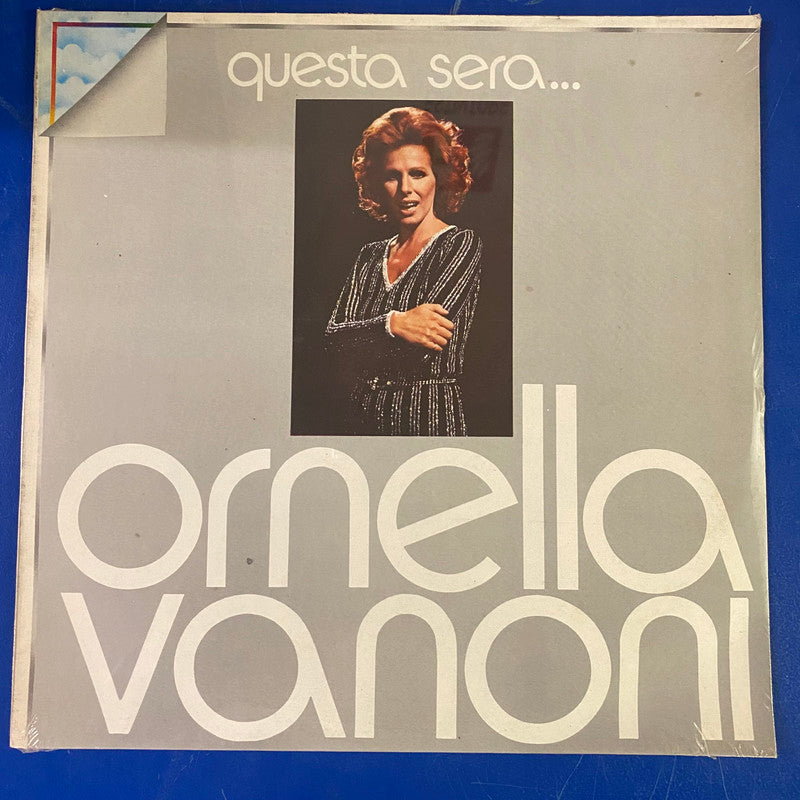 questa sera...
ornella
vanoni